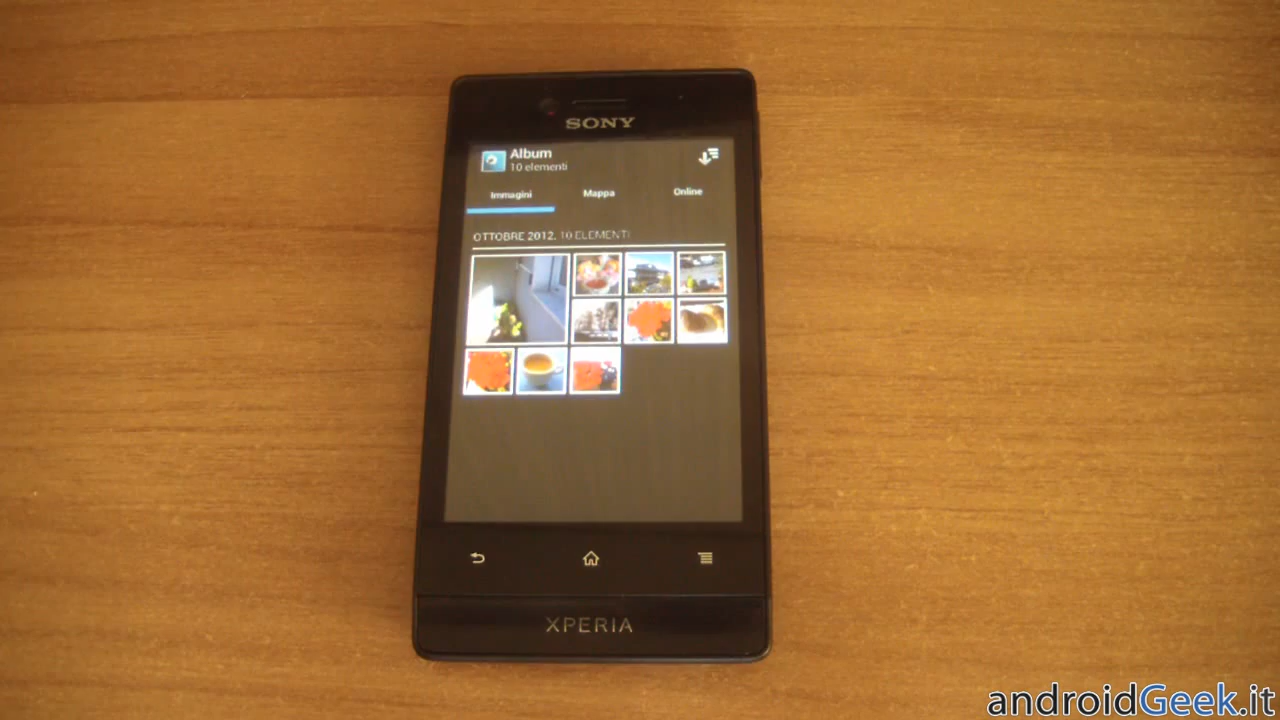 SONY
Album
10 elementi
Immagini Mappa Online
OTTOBRE 2012, 10 ELEMENTI
XPERIA
androidGeek.it